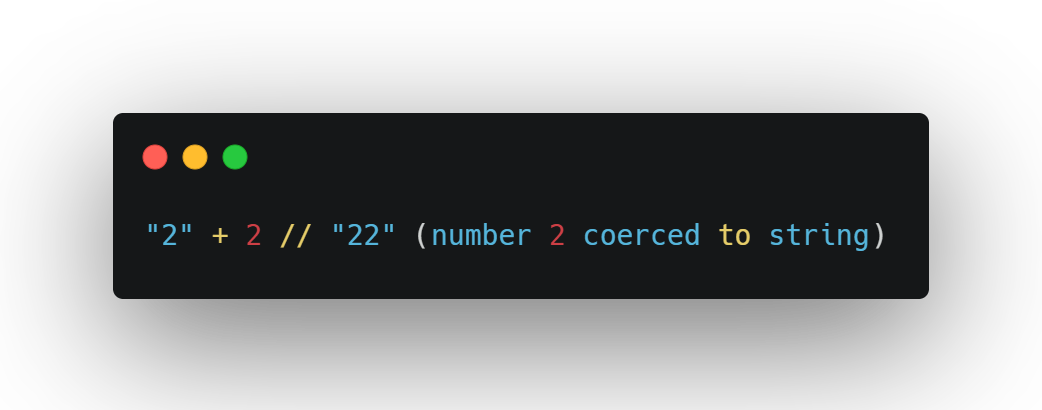 "2" + 2 // "22" (number 2 coerced to string)